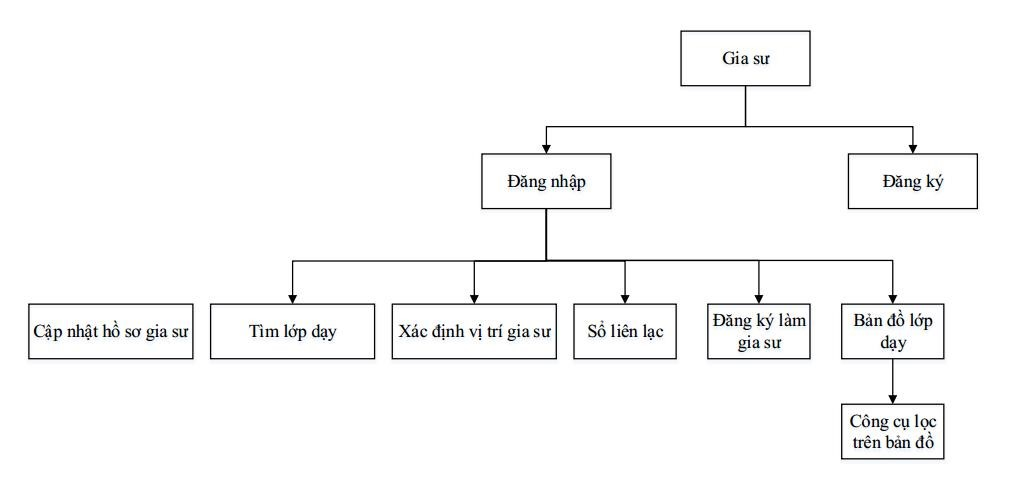 Gia sư
Đăng nhập
Đăng ký
Cập nhật hồ sơ gia sư
Tìm lớp dạy
Xác định vị trí gia sư
Sổ liên lạc
Đăng ký làm
gia sư
Bản đồ lớp
dạy
Công cụ lọc
trên bản đồ